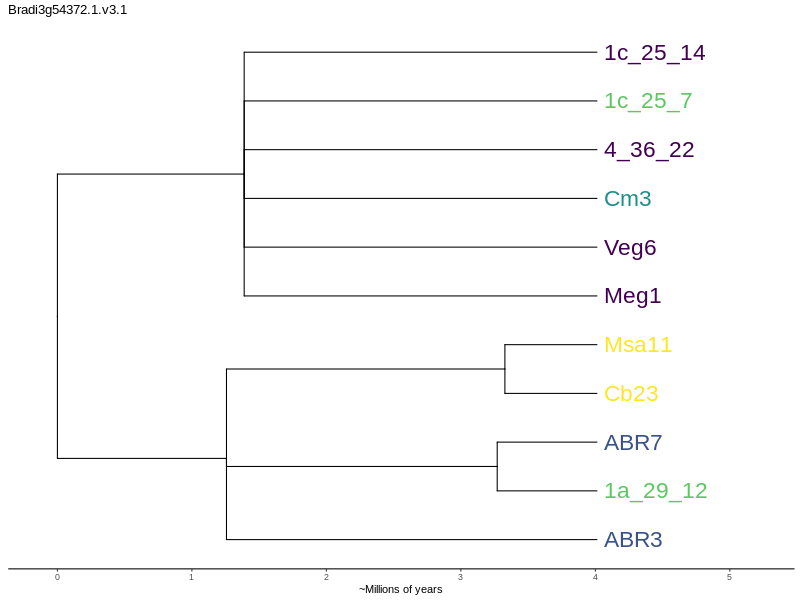 Bradi3g54372.1.v3.1
1c_25_14
1c_25_7
4_36_22
Cm3
Veg6
Meg1
Msa11
Cb23
ABR7
1a_29_12
ABR3
0 1 2 3 4 5
~Millions of years